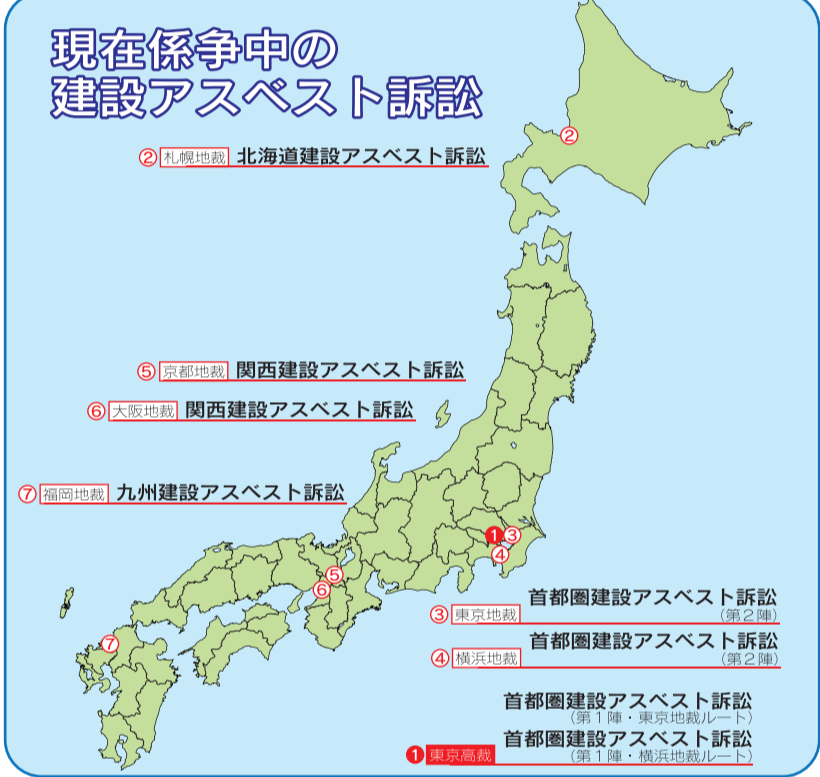 現在係争中の
建設アスベスト訴訟
② 札幌地裁 北海道建設アスベスト訴訟
⑤ 京都地裁 関西建設アスベスト訴訟
⑥ 大阪地裁 関西建設アスベスト訴訟
⑦ 福岡地裁 九州建設アスベスト訴訟
首都圏建設アスベスト訴訟
③ 東京地裁 (第2陣)
首都圏建設アスベスト訴訟
④ 横浜地裁 (第2陣)
首都圏建設アスベスト訴訟
(第1陣・東京地裁ルート)
首都圏建設アスベスト訴訟
❶ 東京高裁 (第1陣・横浜地裁ルート)
②
❶ ③
④
⑤
⑥
⑦